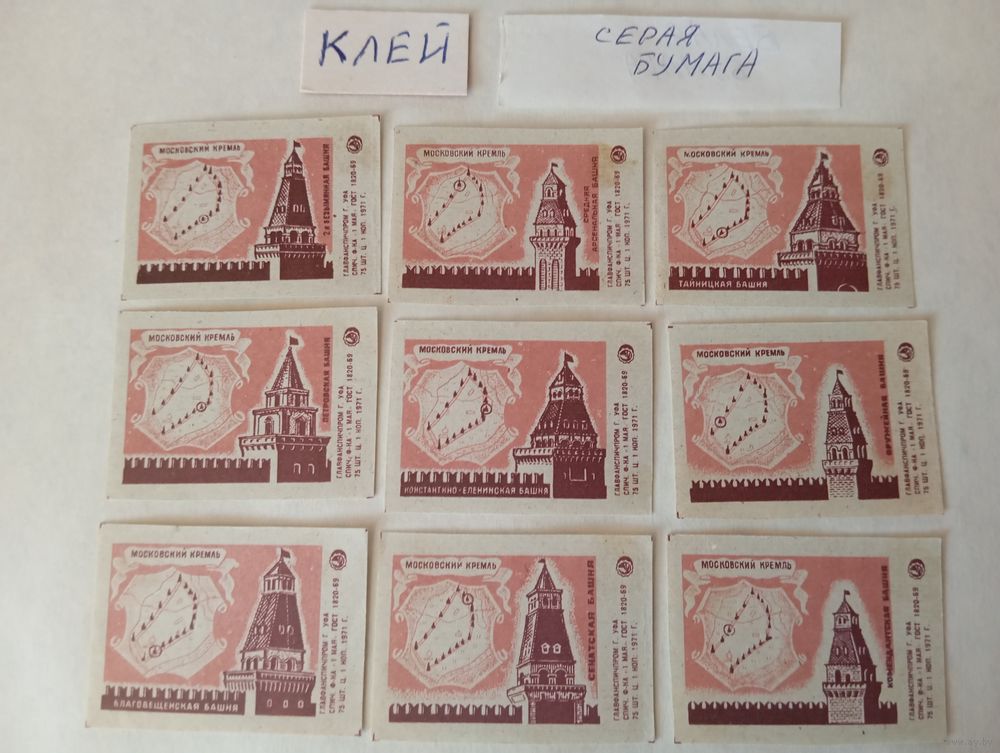 КЛЕЙ
СЕРАЯ
БУМАГА
МОСКОВСКИЙ КРЕМЛЬ
2я БЕЗЫМЯННАЯ БАШНЯ
ГЛАВФАНСПИЧПРОМ Г. УФА
СПИЧ. Ф-КА ·1 МАЯ· ГОСТ 1820-69
75 ШТ. Ц. 1 КОП. 1971 Г.
МОСКОВСКИЙ КРЕМЛЬ
СРЕДНЯЯ
АРСЕНАЛЬНАЯ БАШНЯ
ГЛАВФАНСПИЧПРОМ Г. УФА
СПИЧ. Ф-КА ·1 МАЯ· ГОСТ 1820-69
75 ШТ. Ц. 1 КОП. 1971 Г.
МОСКОВСКИЙ КРЕМЛЬ
ТАЙНИЦКАЯ БАШНЯ
ГЛАВФАНСПИЧПРОМ Г. УФА
СПИЧ. Ф-КА ·1 МАЯ· ГОСТ 1820-69
75 ШТ. Ц. 1 КОП. 1971 Г.
МОСКОВСКИЙ КРЕМЛЬ
ПЕТРОВСКАЯ БАШНЯ
ГЛАВФАНСПИЧПРОМ Г. УФА
СПИЧ. Ф-КА ·1 МАЯ· ГОСТ 1820-69
75 ШТ. Ц. 1 КОП. 1971 Г.
МОСКОВСКИЙ КРЕМЛЬ
КОНСТАНТИНО-ЕЛЕНИНСКАЯ БАШНЯ
ГЛАВФАНСПИЧПРОМ Г. УФА
СПИЧ. Ф-КА ·1 МАЯ· ГОСТ 1820-69
75 ШТ. Ц. 1 КОП. 1971 Г.
МОСКОВСКИЙ КРЕМЛЬ
ОРУЖЕЙНАЯ БАШНЯ
ГЛАВФАНСПИЧПРОМ Г. УФА
СПИЧ. Ф-КА ·1 МАЯ· ГОСТ 1820-69
75 ШТ. Ц. 1 КОП. 1971 Г.
МОСКОВСКИЙ КРЕМЛЬ
БЛАГОВЕЩЕНСКАЯ БАШНЯ
ГЛАВФАНСПИЧПРОМ Г. УФА
СПИЧ. Ф-КА ·1 МАЯ· ГОСТ 1820-69
75 ШТ. Ц. 1 КОП. 1971 Г.
МОСКОВСКИЙ КРЕМЛЬ
СЕНАТСКАЯ БАШНЯ
ГЛАВФАНСПИЧПРОМ Г. УФА
СПИЧ. Ф-КА ·1 МАЯ· ГОСТ 1820-69
75 ШТ. Ц. 1 КОП. 1971 Г.
МОСКОВСКИЙ КРЕМЛЬ
КОМЕНДАНТСКАЯ БАШНЯ
ГЛАВФАНСПИЧПРОМ Г. УФА
СПИЧ. Ф-КА ·1 МАЯ· ГОСТ 1820-69
75 ШТ. Ц. 1 КОП. 1971 Г.